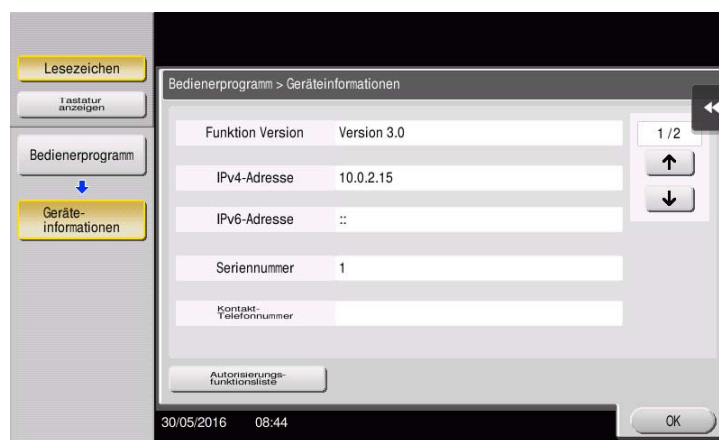 Lesezeichen
Tastatur
anzeigen
Bedienerprogramm
Geräte-
informationen
Bedienerprogramm > Geräteinformationen
Funktion Version Version 3.0
1 /2
IPv4-Adresse 10.0.2.15
IPv6-Adresse ::
Seriennummer 1
Kontakt-
Telefonnummer
Autorisierungs-
funktionsliste
30/05/2016 08:44
OK